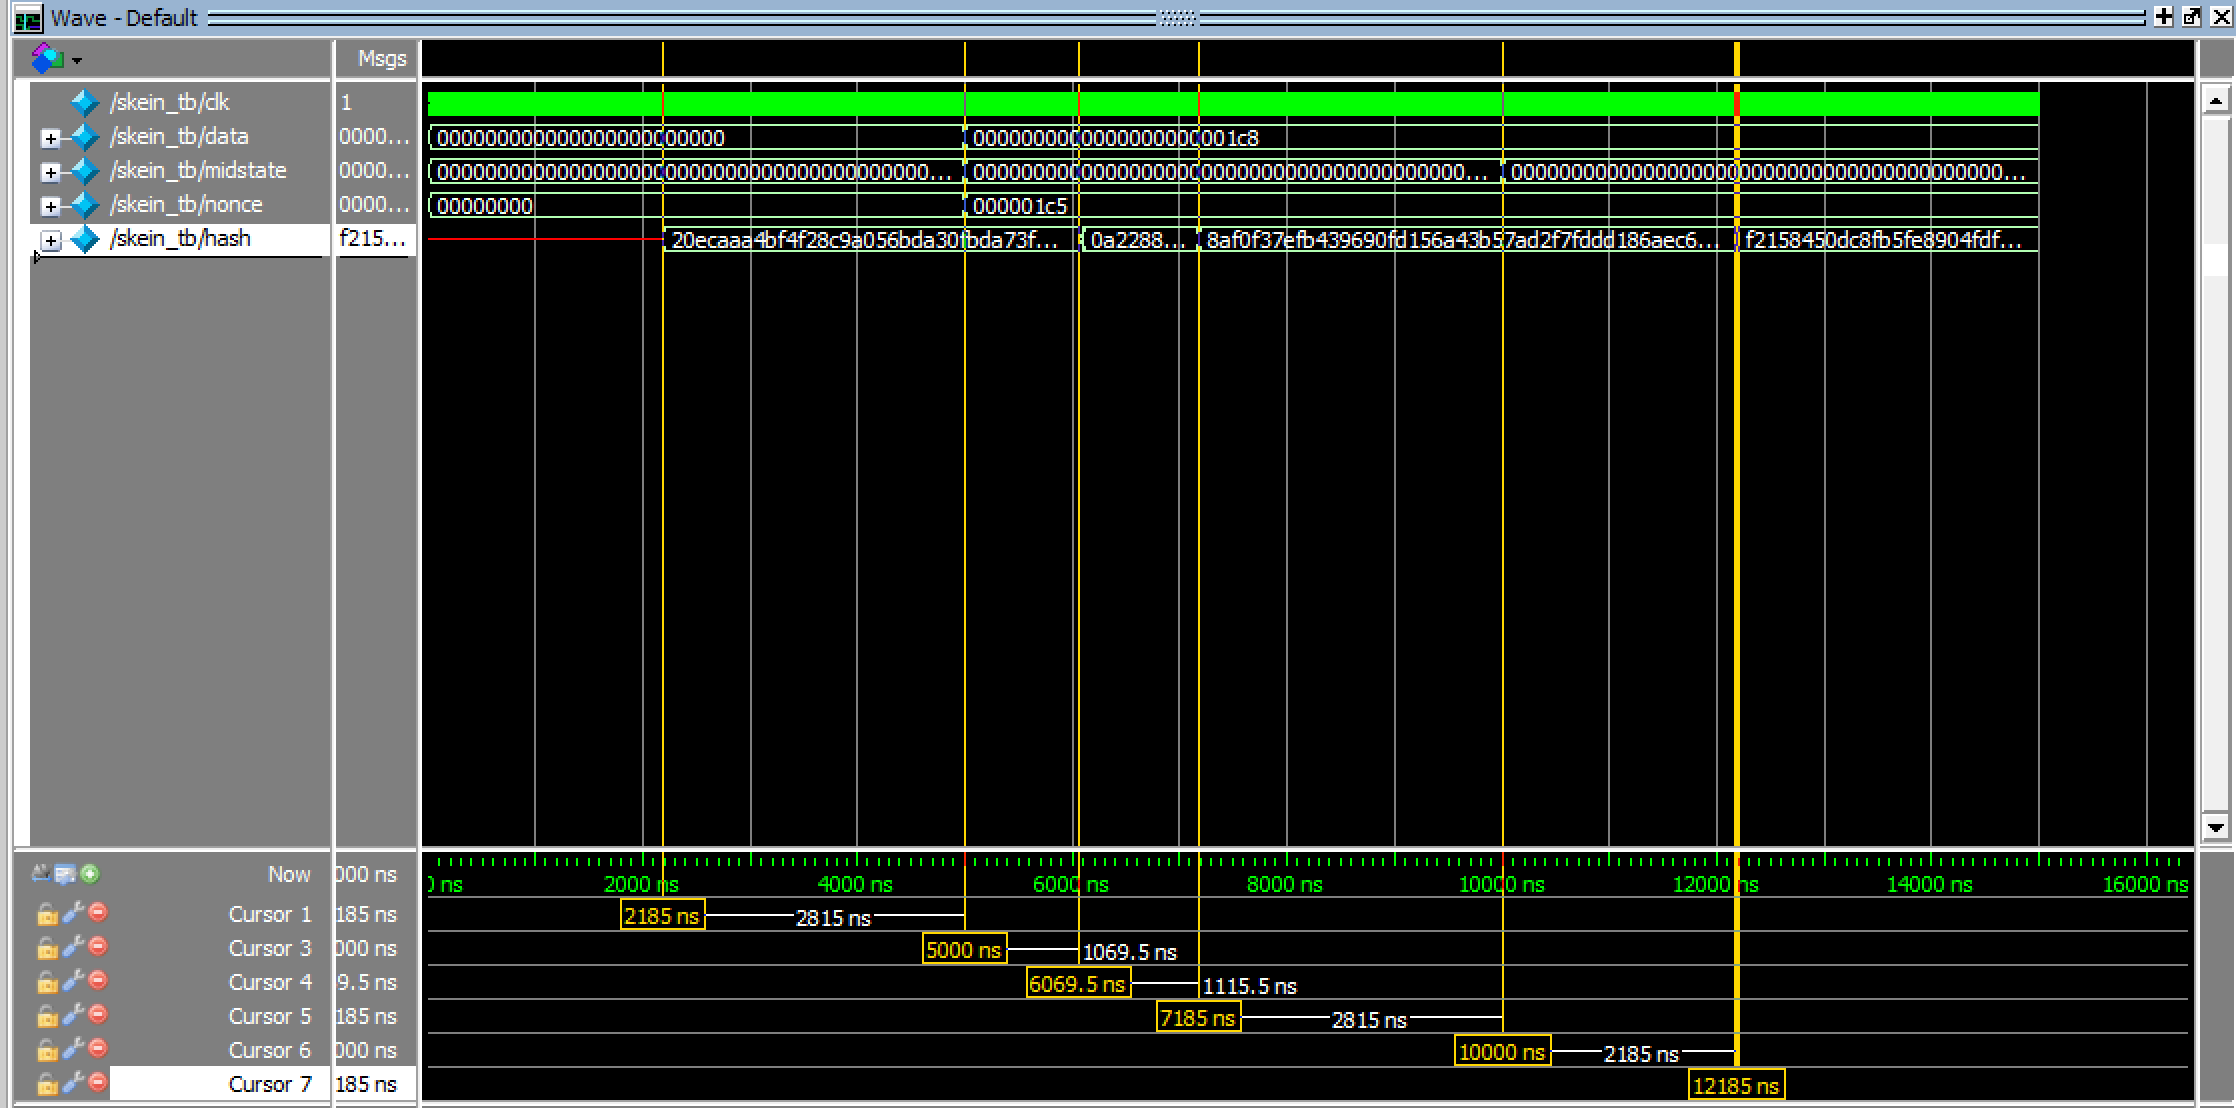 Wave - Default
Msgs
/skein_tb/clk 1
/skein_tb/data 0000... 000000000000000000000000 0000000000000000000001c8
/skein_tb/midstate 0000... 
/skein_tb/nonce 0000... 00000000 000001c5
/skein_tb/hash f215... 20ecaaa4bf4f28c9a056bda30fbda73f... 0a2288... 8af0f37efb439690fd156a43b57ad2f7fddd186aec6... f2158450dc8fb5fe8904fdf...
Now 000 ns 0 ns 2000 ns 4000 ns 6000 ns 8000 ns 10000 ns 12000 ns 14000 ns 16000 ns
Cursor 1 185 ns 2185 ns 2815 ns
Cursor 3 000 ns 5000 ns 1069.5 ns
Cursor 4 9.5 ns 6069.5 ns 1115.5 ns
Cursor 5 185 ns 7185 ns 2815 ns
Cursor 6 000 ns 10000 ns 2185 ns
Cursor 7 185 ns 12185 ns